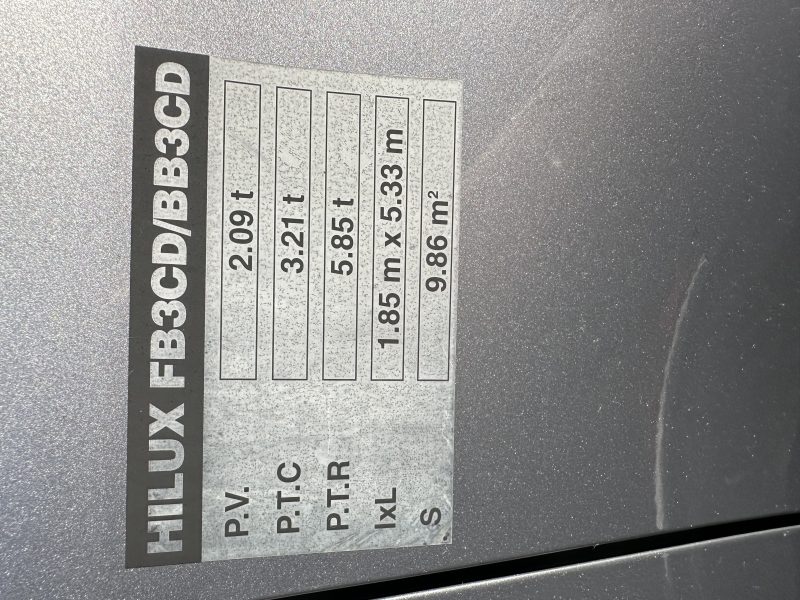 HILUX FB3CD/BB3CD
P.V. 2.09 t
P.T.C 3.21 t
P.T.R 5.85 t
lxL 1.85 m x 5.33 m
S 9.86 m²